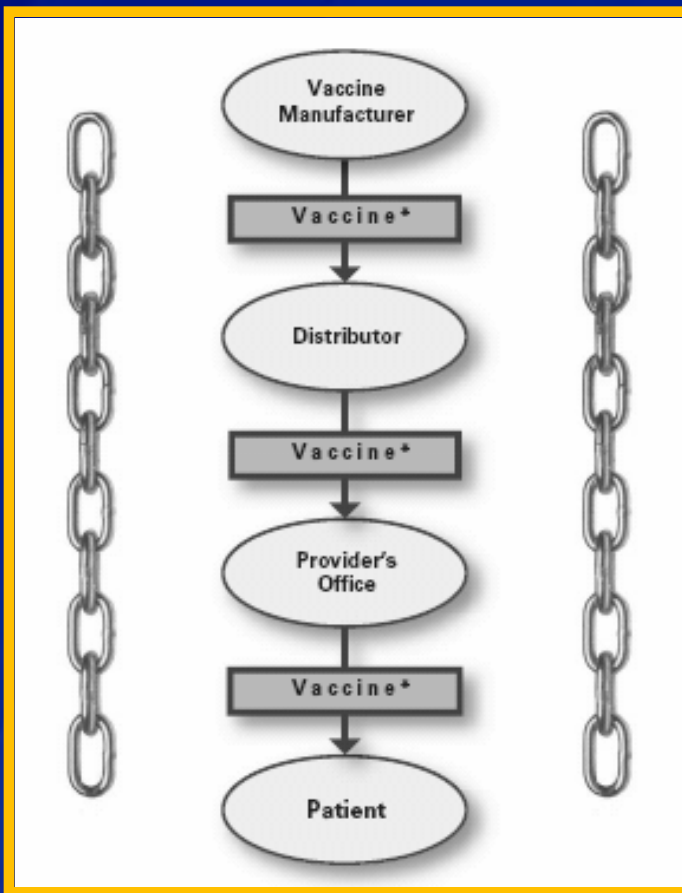 Vaccine
Manufacturer
Vaccine*
Distributor
Vaccine*
Provider's
Office
Vaccine*
Patient